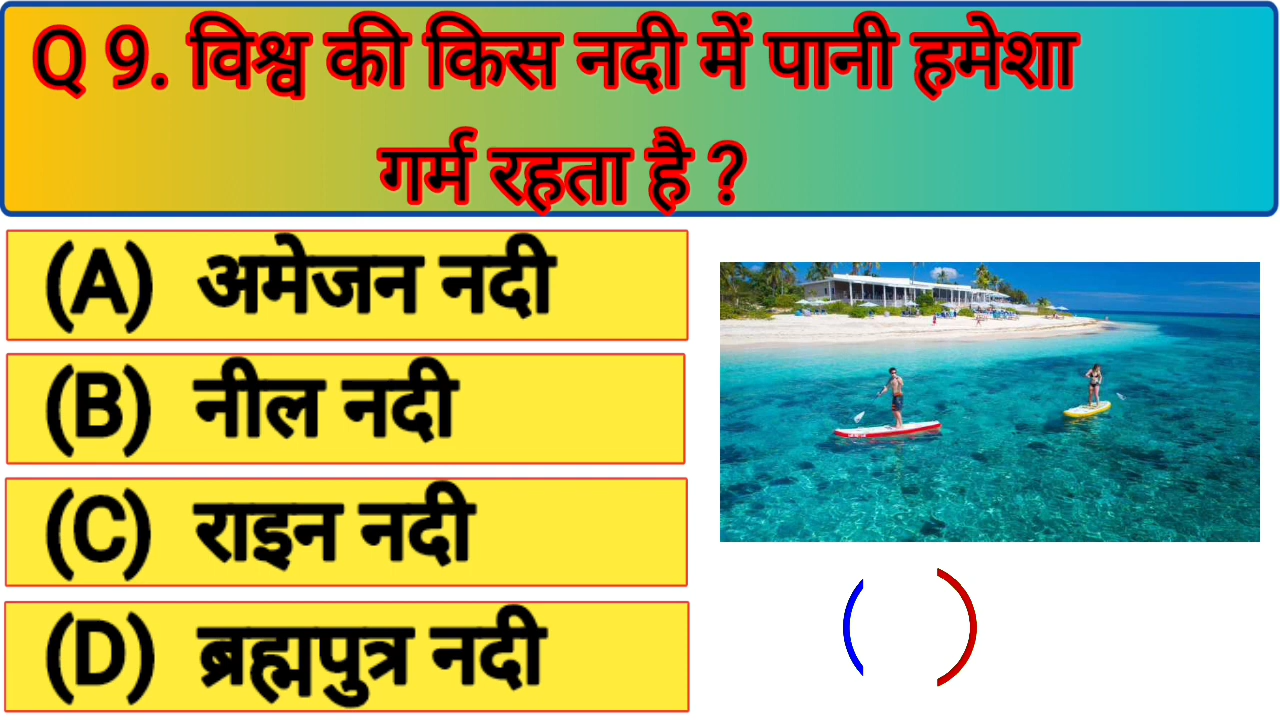 Q 9. विश्व की किस नदी में पानी हमेशा
गर्म रहता है ?
(A) अमेजन नदी
(B) नील नदी
(C) राइन नदी
(D) ब्रह्मपुत्र नदी